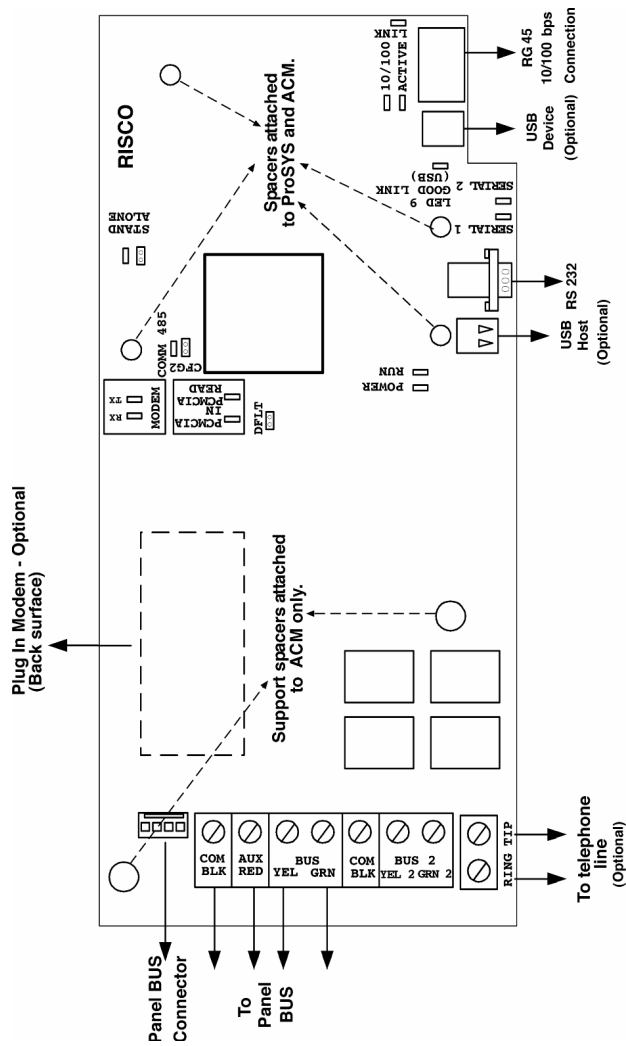 Plug In Modem - Optional
(Back surface)
RISCO
STAND
ALONE
COMM 485
CFG2
MODEM
RX
TX
PCMCIA
IN
PCMCIA
READ
DFLT
Spacers attached
to ProSYS and ACM.
LINK
10/100
ACTIVE
LED 9
GOOD LINK
(USB)
SERIAL 2
SERIAL 1
RUN
POWER
RG 45
10/100 bps
Connection
USB
Device
(Optional)
RS 232
USB
Host
(Optional)
Support spacers attached
to ACM only.
COM
BLK
AUX
RED
BUS
YEL GRN
COM
BLK
BUS 2
YEL 2 GRN 2
RING TIP
Panel BUS
Connector
To
Panel
BUS
To telephone
line
(Optional)